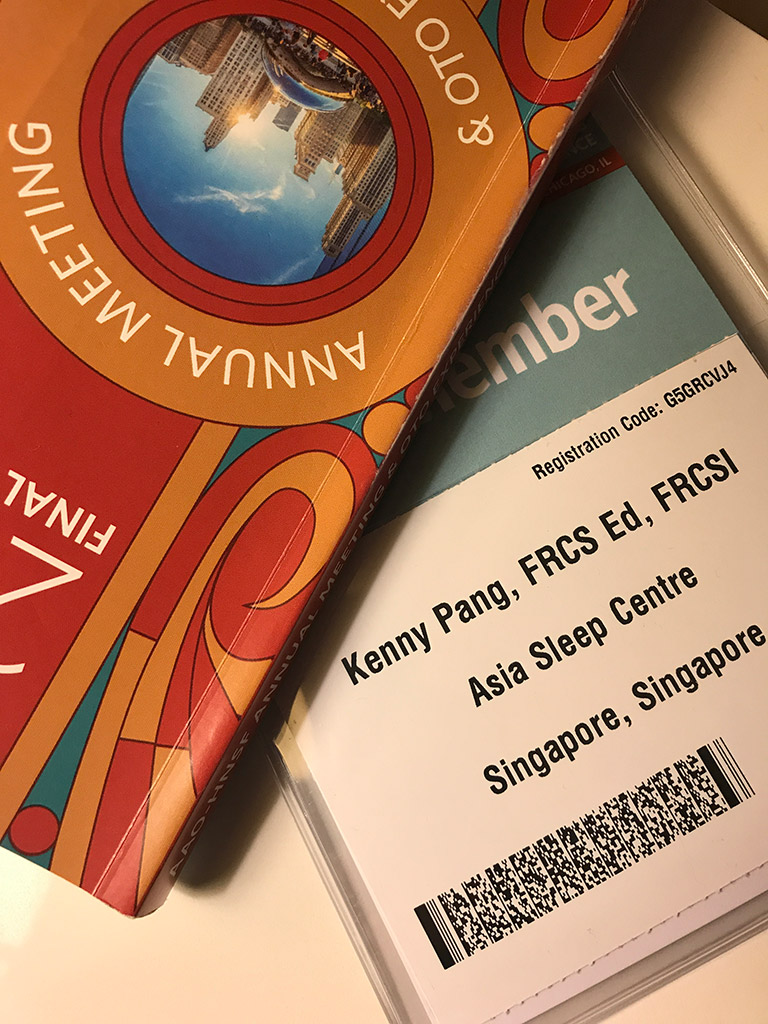 ANNUAL MEETING
& OTO E
FINAL
2
AAO-HNSF ANNUAL MEETING & OTO
CHICAGO, IL
Registration Code: G5GRCVJ4
Kenny Pang, FRCS Ed, FRCSI
Asia Sleep Centre
Singapore, Singapore